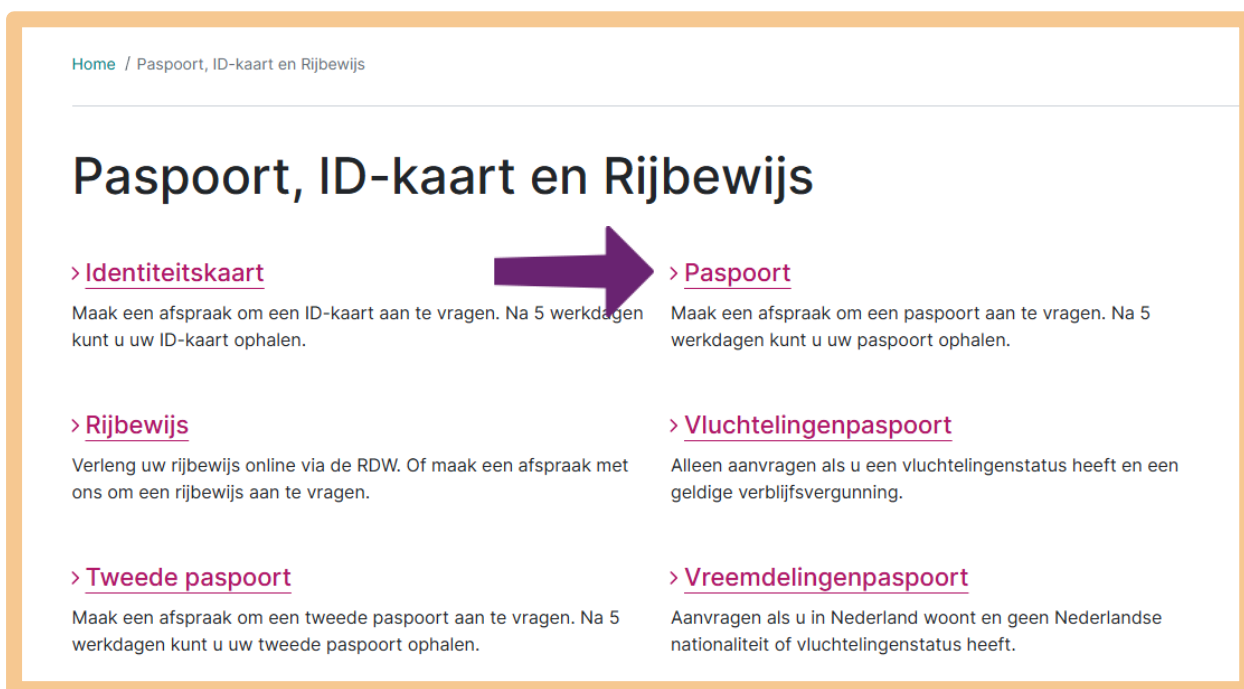 Home / Paspoort, ID-kaart en Rijbewijs
Paspoort, ID-kaart en Rijbewijs
> Identiteitskaart
Maak een afspraak om een ID-kaart aan te vragen. Na 5 werkdagen
kunt u uw ID-kaart ophalen.
> Paspoort
Maak een afspraak om een paspoort aan te vragen. Na 5
werkdagen kunt u uw paspoort ophalen.
> Rijbewijs
Verleng uw rijbewijs online via de RDW. Of maak een afspraak met
ons om een rijbewijs aan te vragen.
> Vluchtelingenpaspoort
Alleen aanvragen als u een vluchtelingenstatus heeft en een
geldige verblijfsvergunning.
> Tweede paspoort
Maak een afspraak om een tweede paspoort aan te vragen. Na 5
werkdagen kunt u uw tweede paspoort ophalen.
> Vreemdelingenpaspoort
Aanvragen als u in Nederland woont en geen Nederlandse
nationaliteit of vluchtelingenstatus heeft.